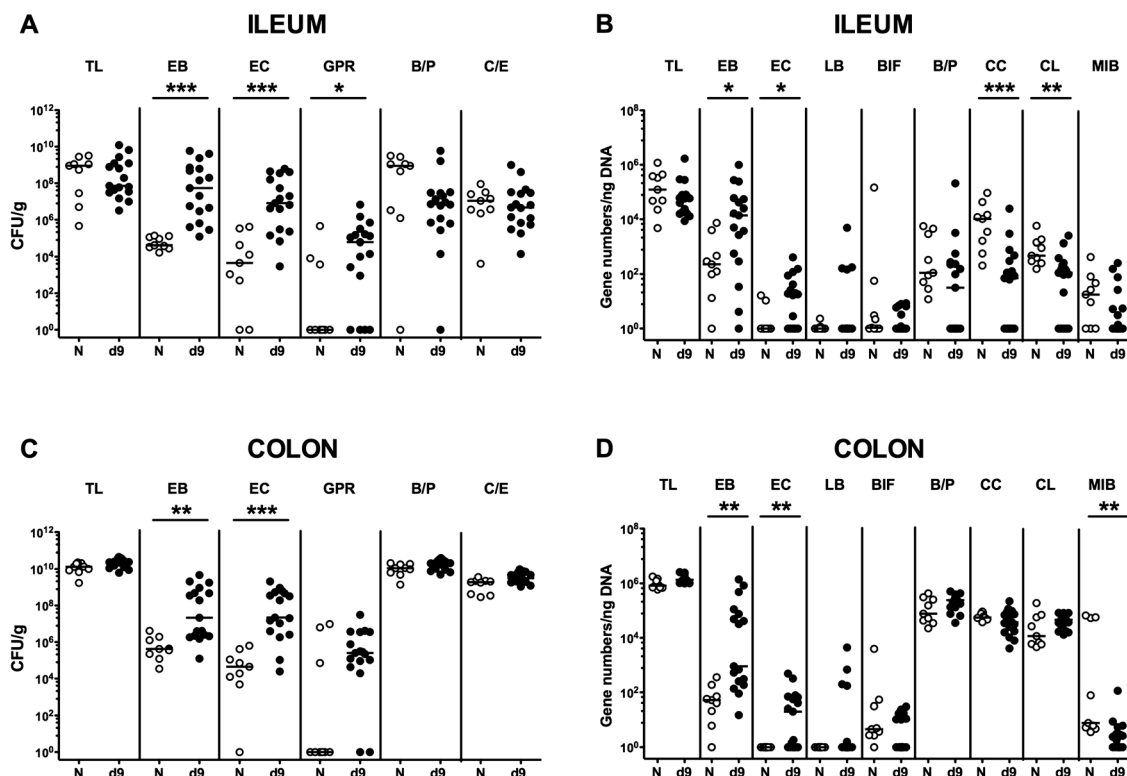 A ILEUM
TL EB EC GPR B/P C/E
*** *** *
10¹²
10¹⁰
10⁸
10⁶
10⁴
10²
10⁰
CFU/g
N d9 N d9 N d9 N d9 N d9 N d9
B ILEUM
TL EB EC LB BIF B/P CC CL MIB
* * *** **
10⁸
10⁶
10⁴
10²
10⁰
Gene numbers/ng DNA
N d9 N d9 N d9 N d9 N d9 N d9 N d9 N d9 N d9
C COLON
TL EB EC GPR B/P C/E
** ***
10¹²
10¹⁰
10⁸
10⁶
10⁴
10²
10⁰
CFU/g
N d9 N d9 N d9 N d9 N d9 N d9
D COLON
TL EB EC LB BIF B/P CC CL MIB
** ** **
10⁸
10⁶
10⁴
10²
10⁰
Gene numbers/ng DNA
N d9 N d9 N d9 N d9 N d9 N d9 N d9 N d9 N d9